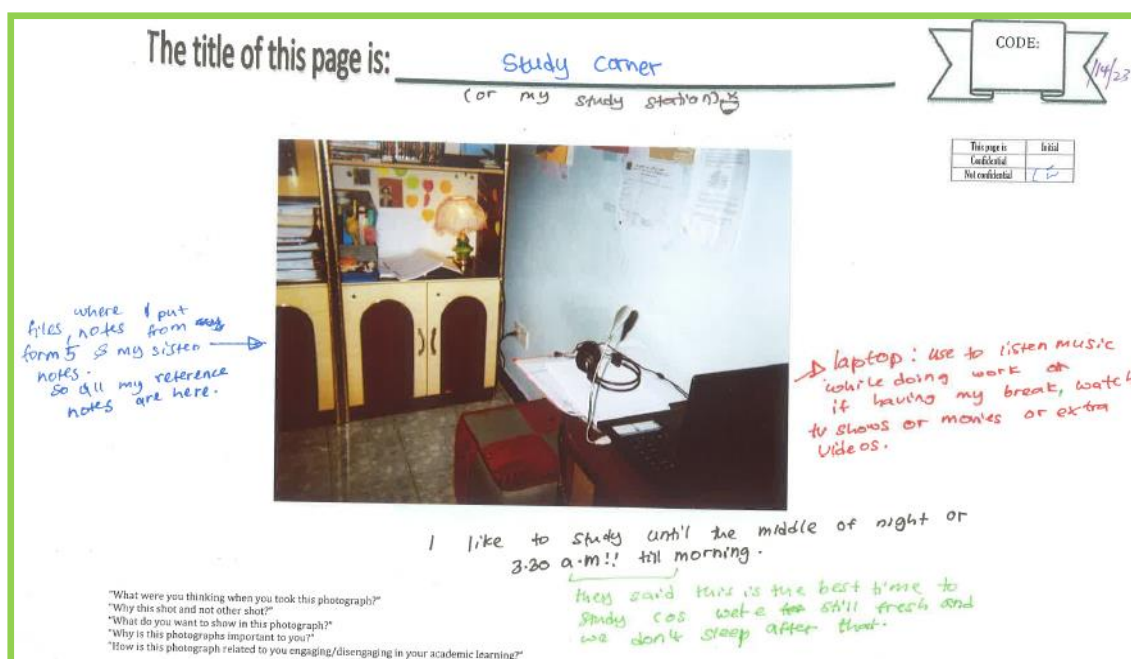 The title of this page is: Study Corner
(or my study station)
CODE:
114/23
This page is Initial
Confidential
Not confidential
where I put
files, notes from
form 5 & my sister
notes.
so all my reference
notes are here.
laptop: use to listen music
while doing work or
if having my break, watch
tv shows or movies or extra
videos.
I like to study until the middle of night or
3.30 a.m!! till morning.
they said this is the best time to
study cos we're still fresh and
we don't sleep after that.
"What were you thinking when you took this photograph?"
"Why this shot and not other shot?"
"What do you want to show in this photograph?"
"Why is this photographs important to you?"
"How is this photograph related to you engaging/disengaging in your academic learning?"